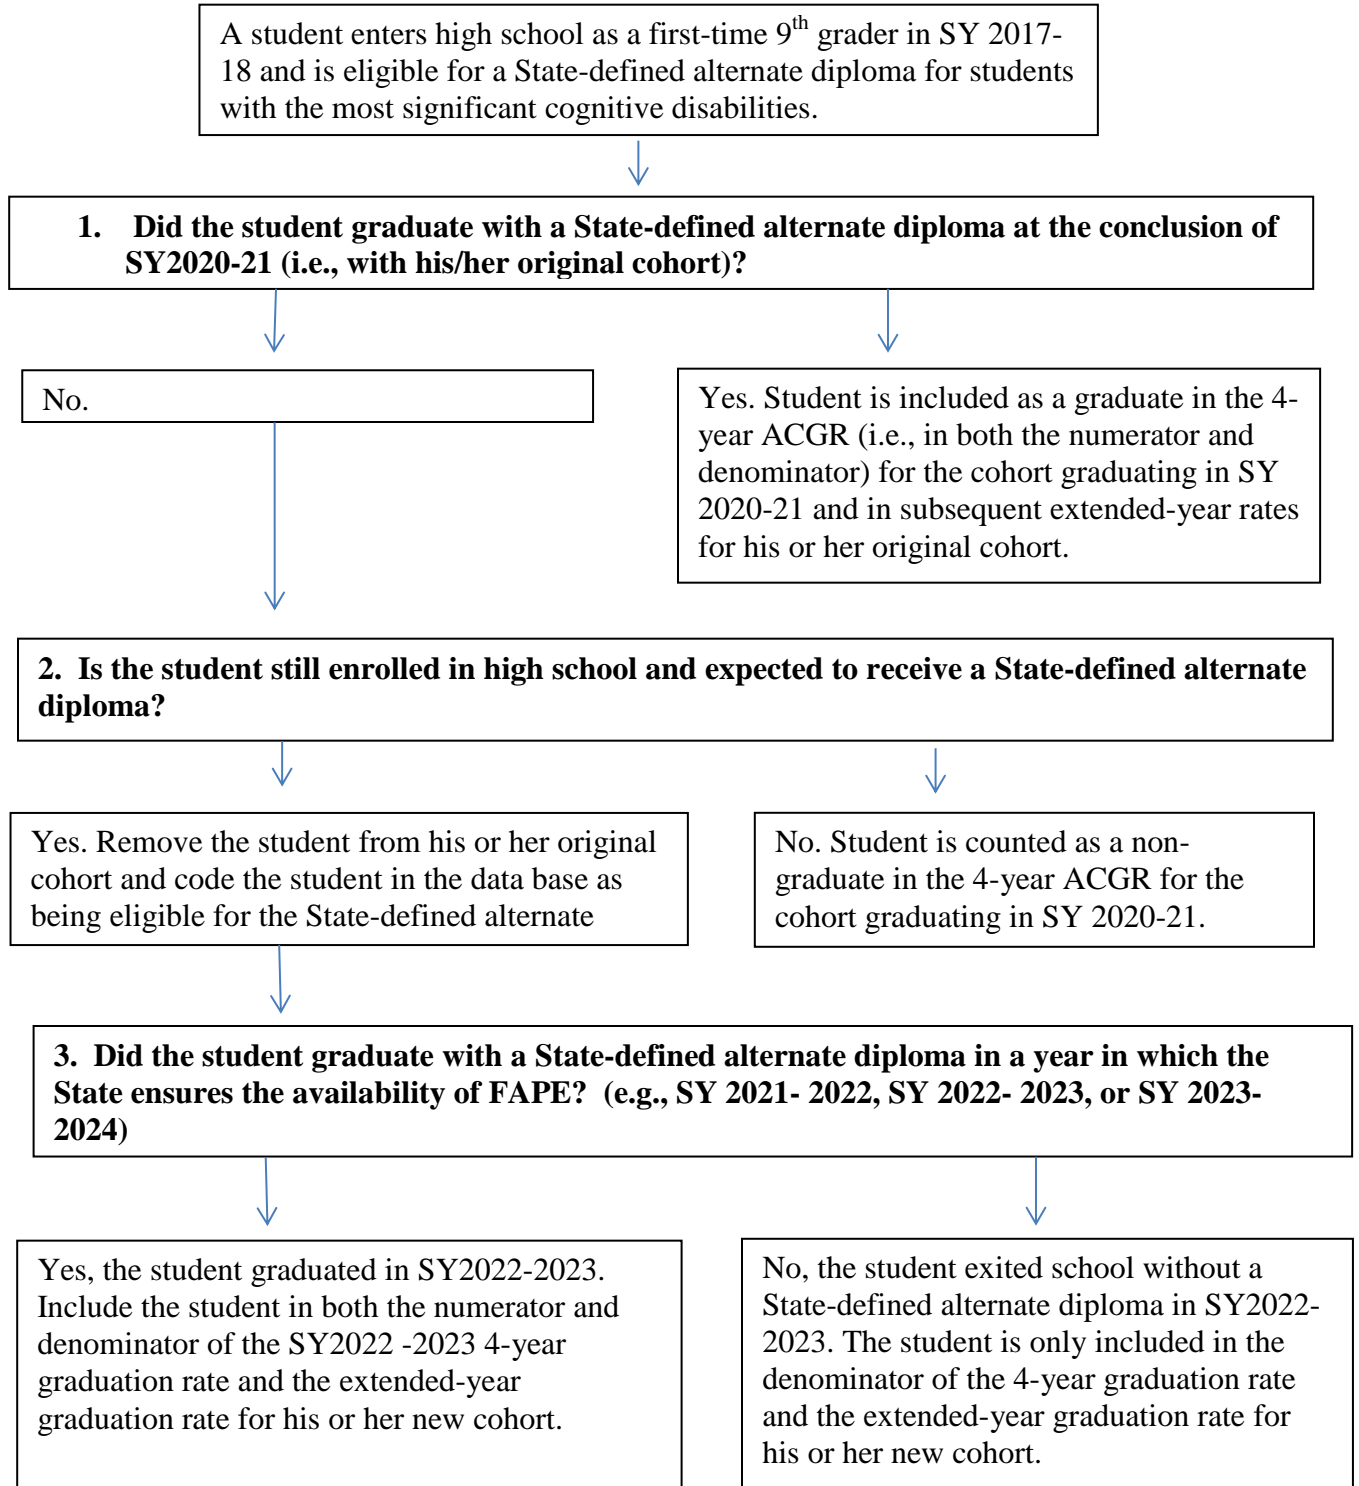 A student enters high school as a first-time 9th grader in SY 2017-
18 and is eligible for a State-defined alternate diploma for students
with the most significant cognitive disabilities.
1. Did the student graduate with a State-defined alternate diploma at the conclusion of
SY2020-21 (i.e., with his/her original cohort)?
No.
Yes. Student is included as a graduate in the 4-
year ACGR (i.e., in both the numerator and
denominator) for the cohort graduating in SY
2020-21 and in subsequent extended-year rates
for his or her original cohort.
2. Is the student still enrolled in high school and expected to receive a State-defined alternate
diploma?
Yes. Remove the student from his or her original
cohort and code the student in the data base as
being eligible for the State-defined alternate
No. Student is counted as a non-
graduate in the 4-year ACGR for the
cohort graduating in SY 2020-21.
3. Did the student graduate with a State-defined alternate diploma in a year in which the
State ensures the availability of FAPE? (e.g., SY 2021- 2022, SY 2022- 2023, or SY 2023-
2024)
Yes, the student graduated in SY2022-2023.
Include the student in both the numerator and
denominator of the SY2022 -2023 4-year
graduation rate and the extended-year
graduation rate for his or her new cohort.
No, the student exited school without a
State-defined alternate diploma in SY2022-
2023. The student is only included in the
denominator of the 4-year graduation rate
and the extended-year graduation rate for
his or her new cohort.